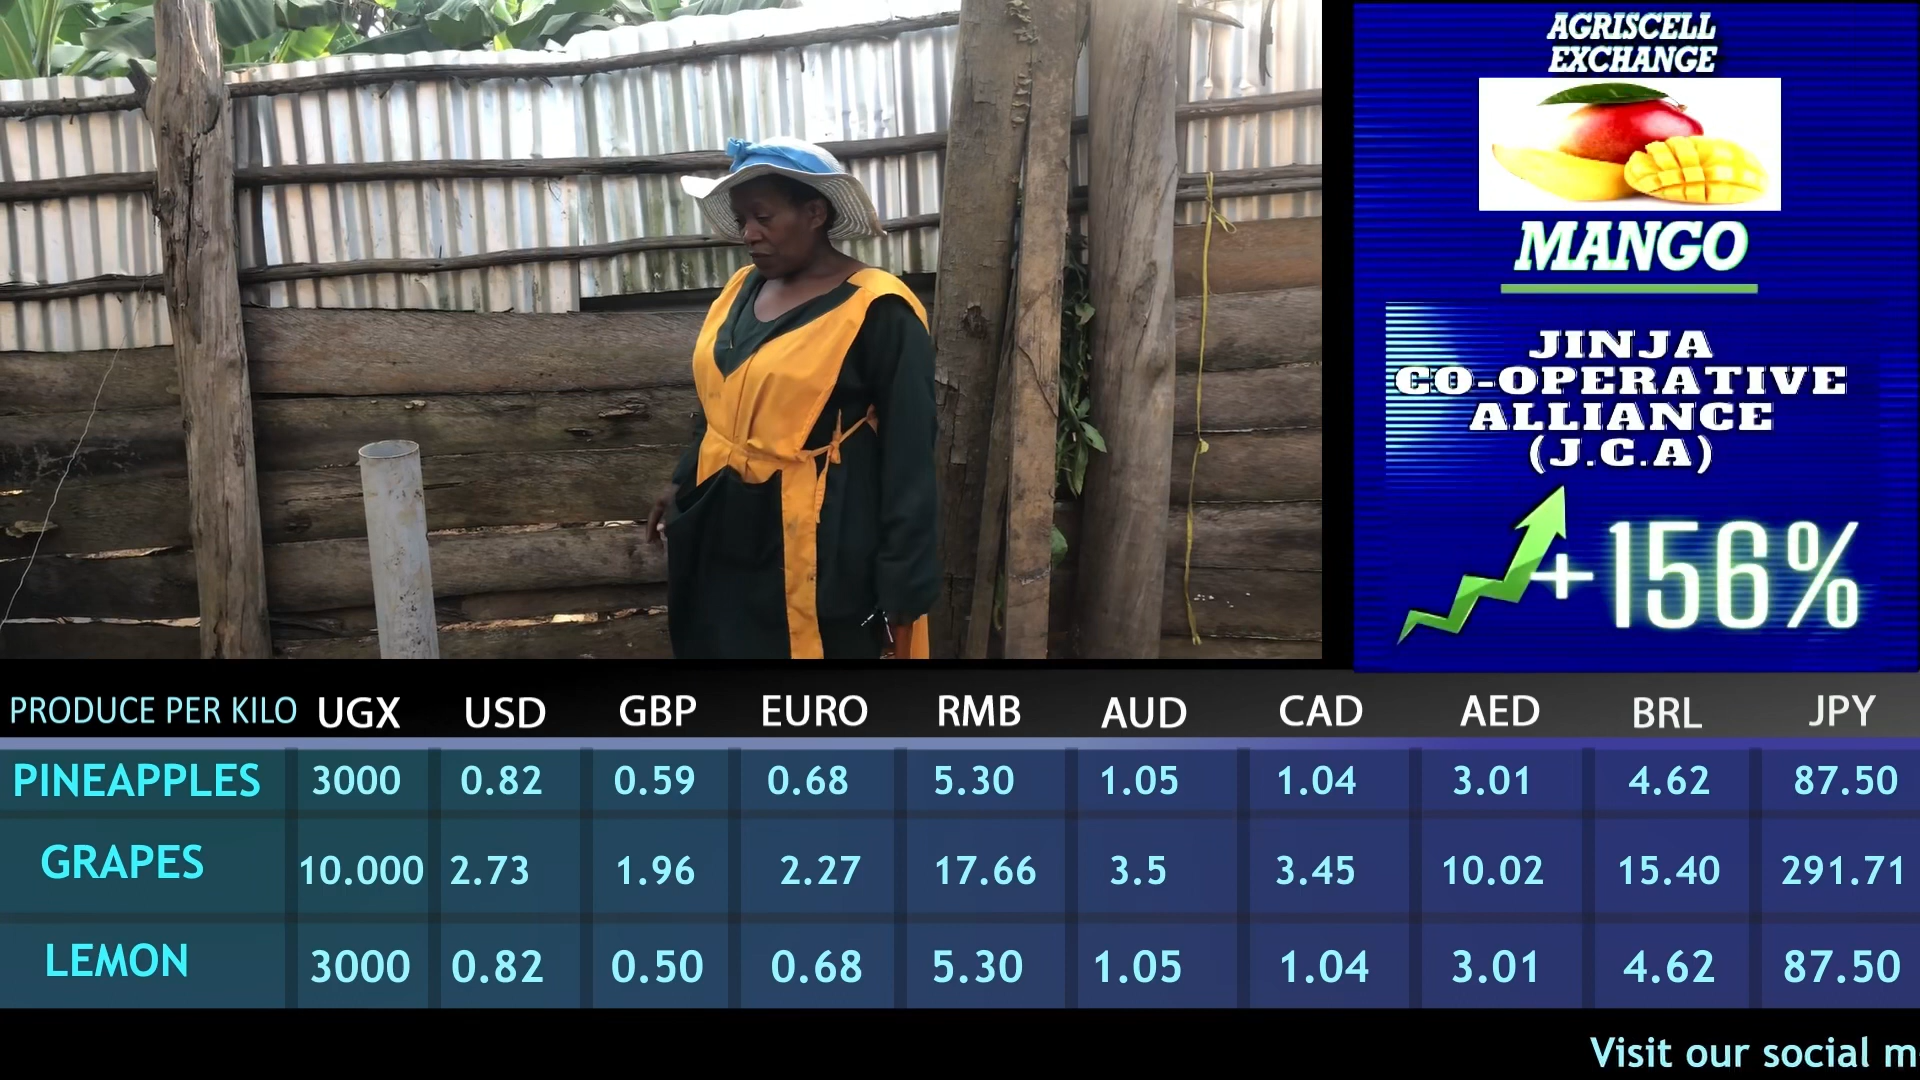 AGRISCELL
EXCHANGE
MANGO
JINJA
CO-OPERATIVE
ALLIANCE
(J.C.A)
+156%
PRODUCE PER KILO UGX USD GBP EURO RMB AUD CAD AED BRL JPY
PINEAPPLES 3000 0.82 0.59 0.68 5.30 1.05 1.04 3.01 4.62 87.50
GRAPES 10.000 2.73 1.96 2.27 17.66 3.5 3.45 10.02 15.40 291.71
LEMON 3000 0.82 0.50 0.68 5.30 1.05 1.04 3.01 4.62 87.50
Visit our social m